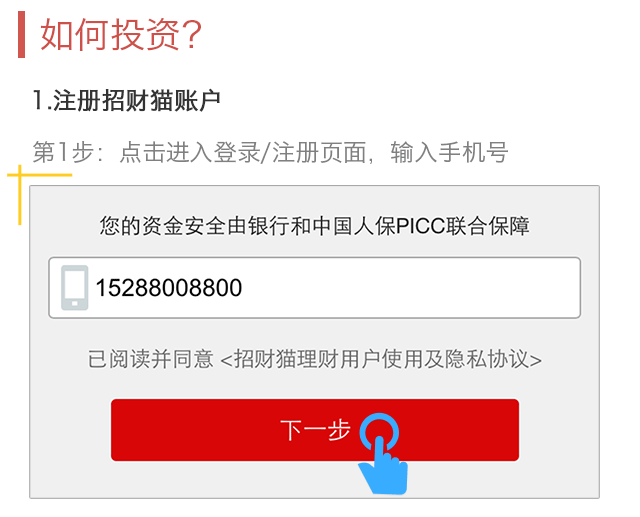 如何投资?
1.注册招财猫账户
第1步：点击进入登录/注册页面，输入手机号
您的资金安全由银行和中国人保PICC联合保障
15288008800
已阅读并同意 <招财猫理财用户使用及隐私协议>
下一步